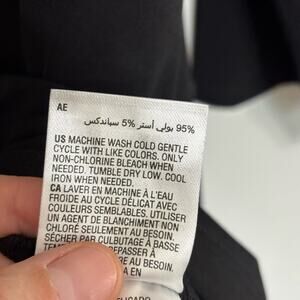 AE
95% بولي أستر 5% سباندكس
US MACHINE WASH COLD GENTLE
CYCLE WITH LIKE COLORS. ONLY
NON-CHLORINE BLEACH WHEN
NEEDED. TUMBLE DRY LOW. COOL
IRON WHEN NEEDED.
CA LAVER EN MACHINE À L'EAU
FROIDE AU CYCLE DÉLICAT AVEC
COULEURS SEMBLABLES. UTILISER
UN AGENT DE BLANCHIMENT NON
CHLORÉ SEULEMENT AU BESOIN.
SÉCHER PAR CULBUTAGE À BASSE
REPASSER À
EN